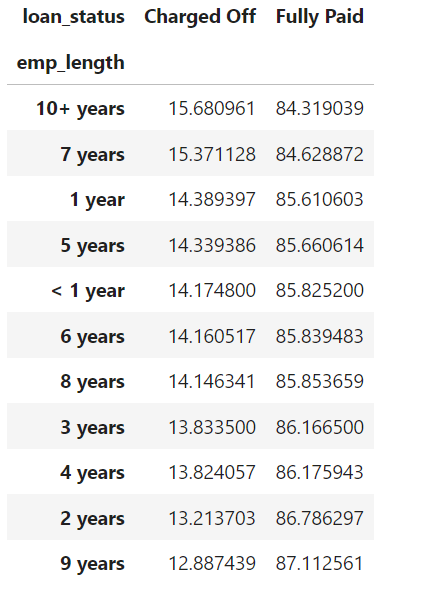 loan_status Charged Off Fully Paid
emp_length
10+ years 15.680961 84.319039
7 years 15.371128 84.628872
1 year 14.389397 85.610603
5 years 14.339386 85.660614
< 1 year 14.174800 85.825200
6 years 14.160517 85.839483
8 years 14.146341 85.853659
3 years 13.833500 86.166500
4 years 13.824057 86.175943
2 years 13.213703 86.786297
9 years 12.887439 87.112561